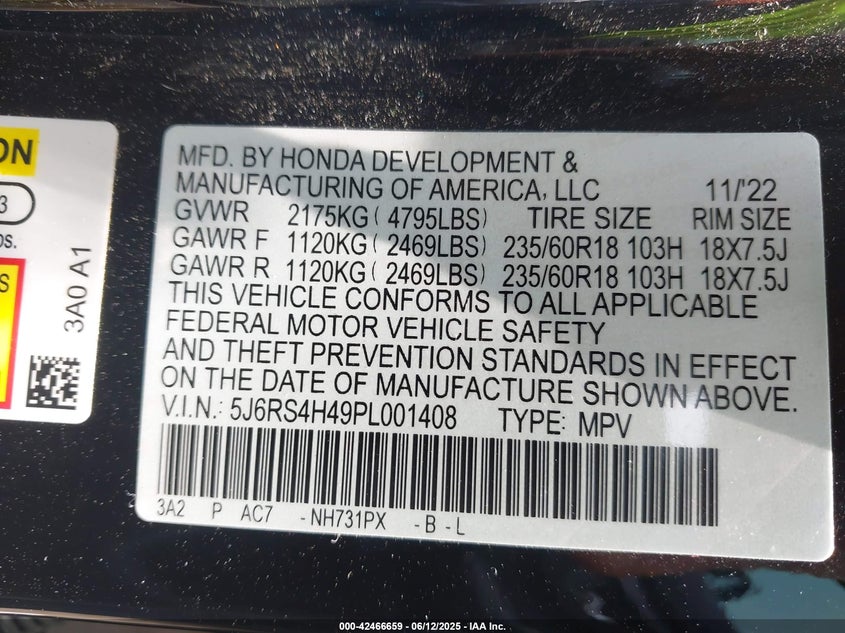 ON
3
OS.
S
3A0 A1
MFD. BY HONDA DEVELOPMENT &
MANUFACTURING OF AMERICA, LLC 11/'22
GVWR 2175KG ( 4795LBS) TIRE SIZE RIM SIZE
GAWR F 1120KG ( 2469LBS) 235/60R18 103H 18X7.5J
GAWR R 1120KG ( 2469LBS) 235/60R18 103H 18X7.5J
THIS VEHICLE CONFORMS TO ALL APPLICABLE
FEDERAL MOTOR VEHICLE SAFETY
AND THEFT PREVENTION STANDARDS IN EFFECT
ON THE DATE OF MANUFACTURE SHOWN ABOVE.
V.I.N.: 5J6RS4H49PL001408 TYPE: MPV
3A2 P AC7 -NH731PX -B-L
000-42466659 - 06/12/2025 - IAA Inc.